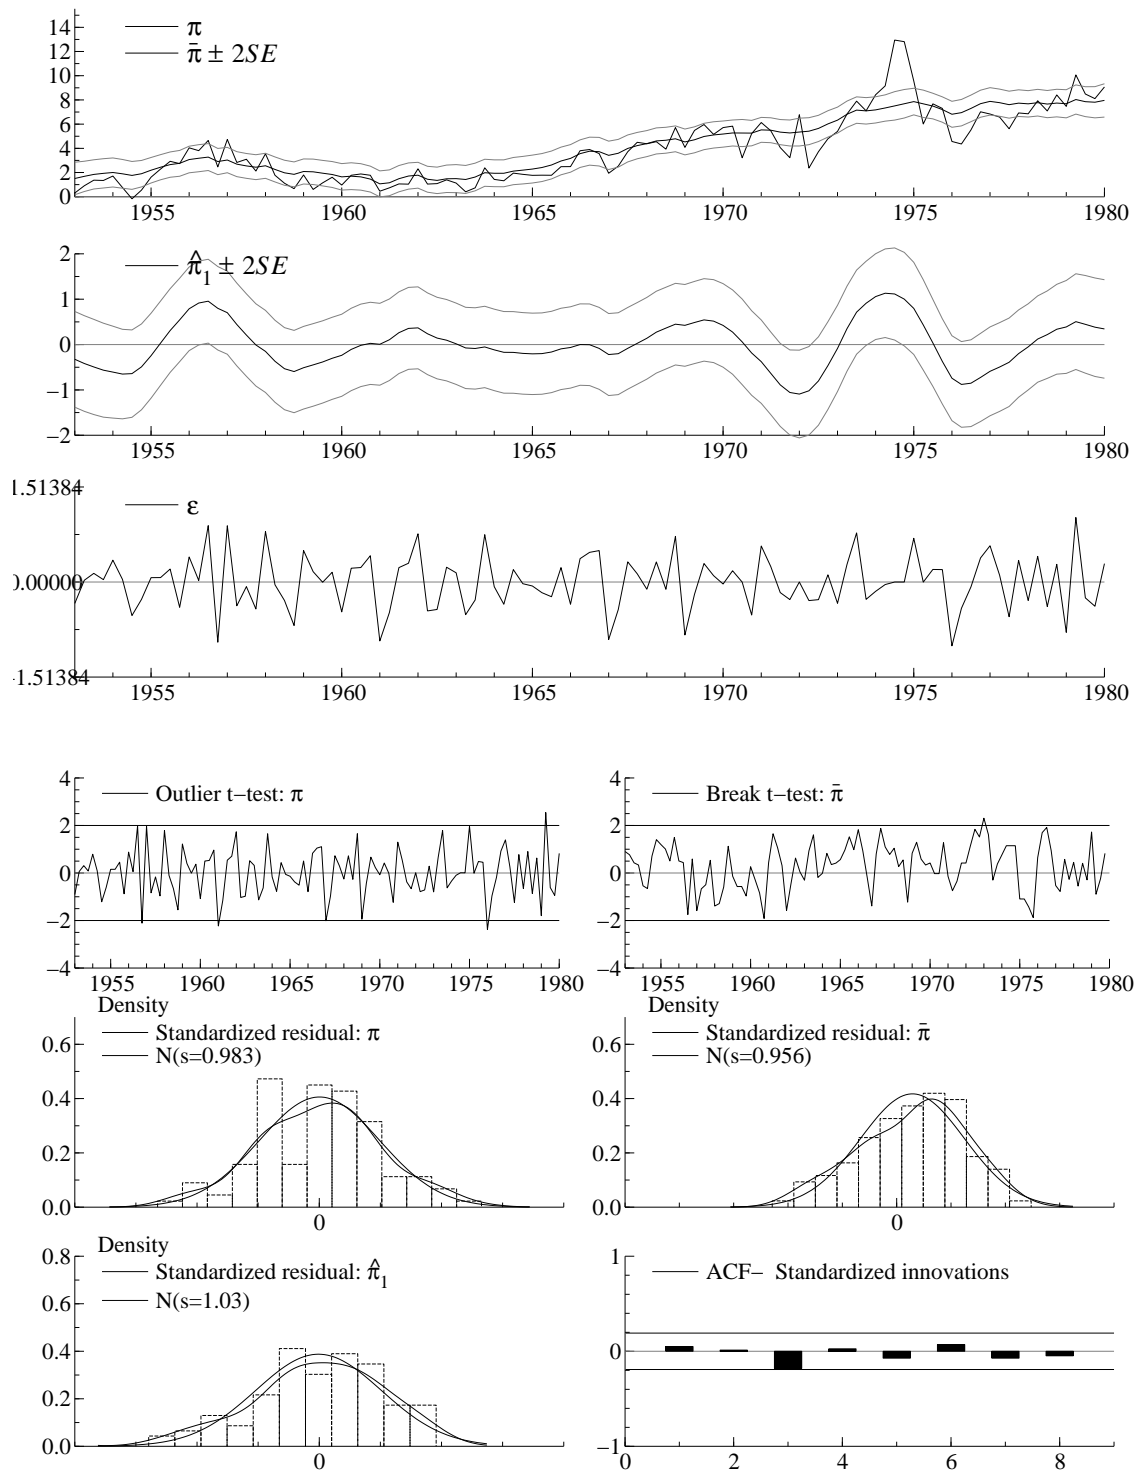 14
π
12
π̄ ± 2SE
10
8
6
4
2
0
1955 1960 1965 1970 1975 1980
2
π̂1 ± 2SE
1
0
−1
−2
1955 1960 1965 1970 1975 1980
1.51384
ε
0.00000
-1.51384
1955 1960 1965 1970 1975 1980
4 4
Outlier t−test: π Break t−test: π̄
2 2
0 0
−2 −2
−4 −4
1955 1960 1965 1970 1975 1980 1955 1960 1965 1970 1975 1980
Density Density
Standardized residual: π Standardized residual: π̄
0.6 N(s=0.983) 0.6 N(s=0.956)
0.4 0.4
0.2 0.2
0.0 0.0
0 0
Density
0.8 1
Standardized residual: π̂1 ACF− Standardized innovations
0.6 N(s=1.03)
0.4 0
0.2
0.0 −1
0 0 2 4 6 8